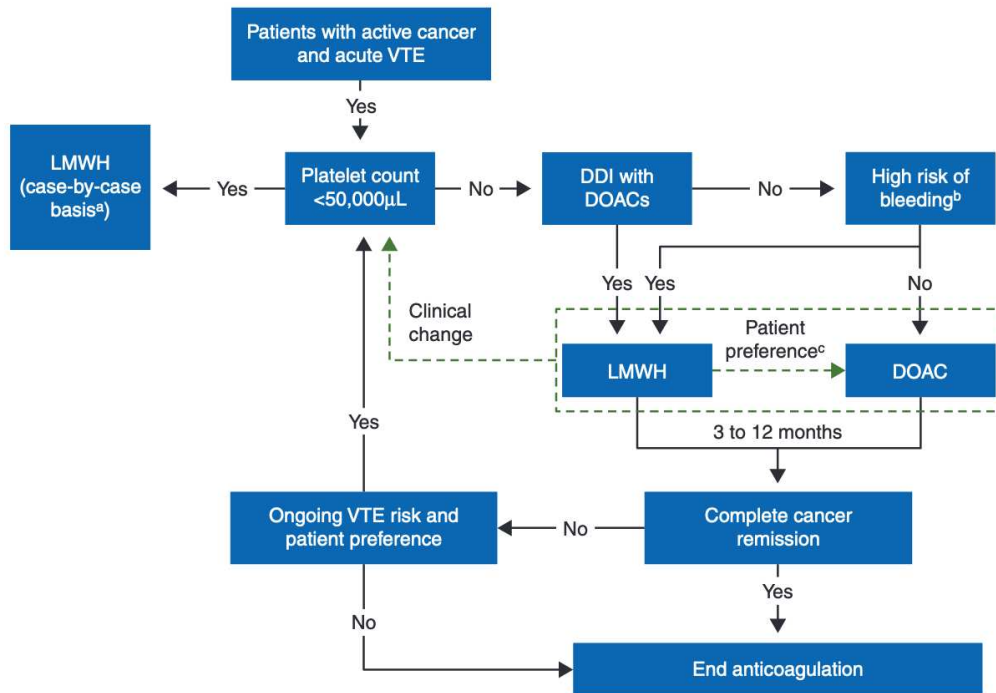 Patients with active cancer
and acute VTE
Yes
LMWH
(case-by-case
basisᵃ)
Yes
Platelet count
<50,000μL
No
DDI with
DOACs
No
High risk of
bleedingᵇ
Yes
Yes
No
Clinical
change
Patient
preferenceᶜ
LMWH
DOAC
3 to 12 months
Yes
Ongoing VTE risk and
patient preference
No
Complete cancer
remission
Yes
No
End anticoagulation